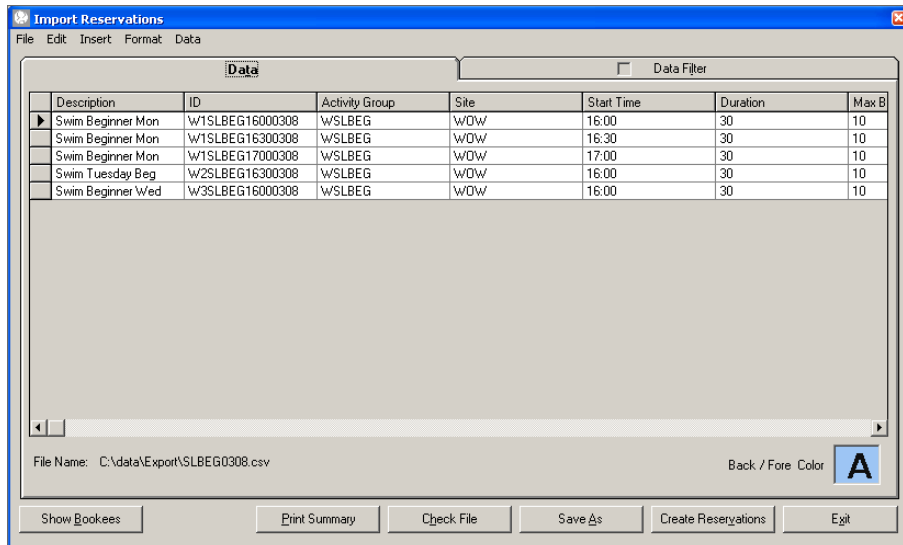 Import Reservations
File Edit Insert Format Data
Data Data Filter
Description ID Activity Group Site Start Time Duration Max B
Swim Beginner Mon W1SLBEG16000308 WSLBEG WOW 16:00 30 10
Swim Beginner Mon W1SLBEG16300308 WSLBEG WOW 16:30 30 10
Swim Beginner Mon W1SLBEG17000308 WSLBEG WOW 17:00 30 10
Swim Tuesday Beg W2SLBEG16300308 WSLBEG WOW 16:00 30 10
Swim Beginner Wed W3SLBEG16000308 WSLBEG WOW 16:00 30 10
File Name: C:\data\Export\SLBEG0308.csv Back / Fore Color A
Show Bookees Print Summary Check File Save As Create Reservations Exit